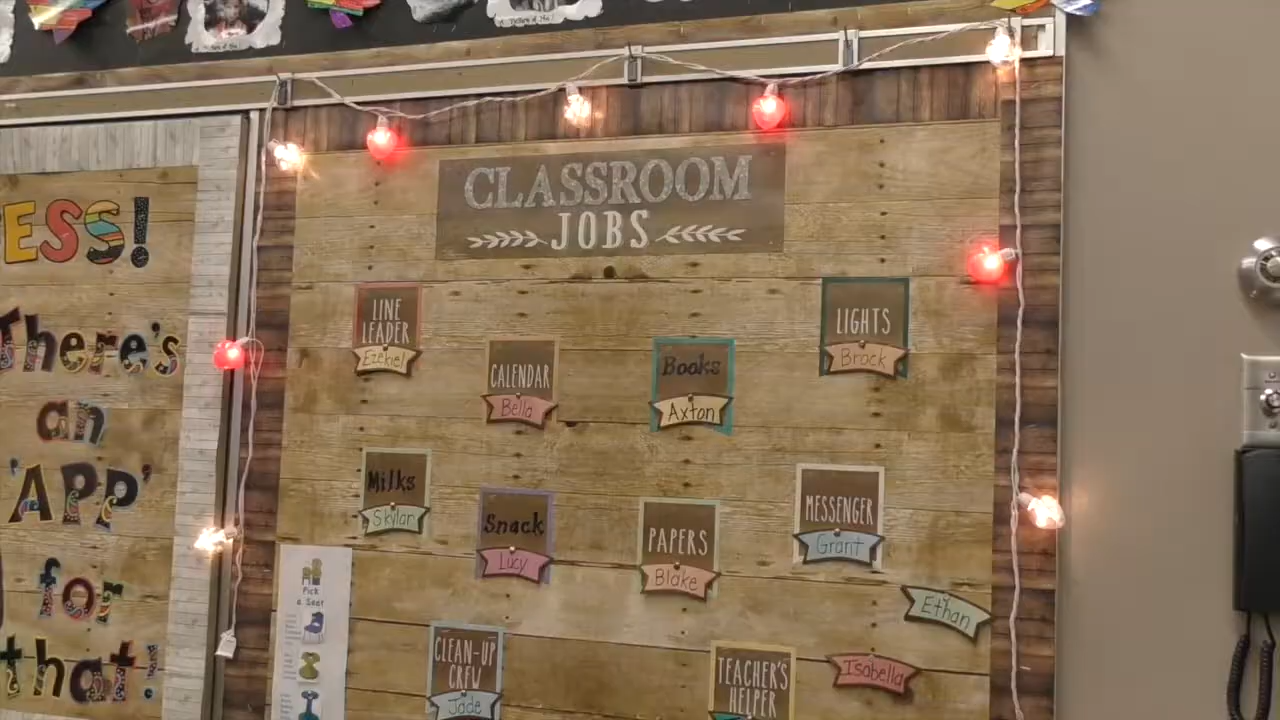 ESS!
There's
an
'APP'
for
that!
CLASSROOM
JOBS
LINE
LEADER
Ezekiel
CALENDAR
Bella
Books
Axton
LIGHTS
Brock
Milks
Skylar
Snack
Lucy
PAPERS
Blake
MESSENGER
Grant
Ethan
Isabella
CLEAN-UP
CREW
Jade
TEACHER'S
HELPER
Pick
a Seat